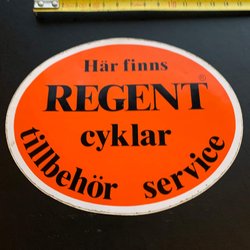 Här finns
REGENT®
cyklar
tillbehör service